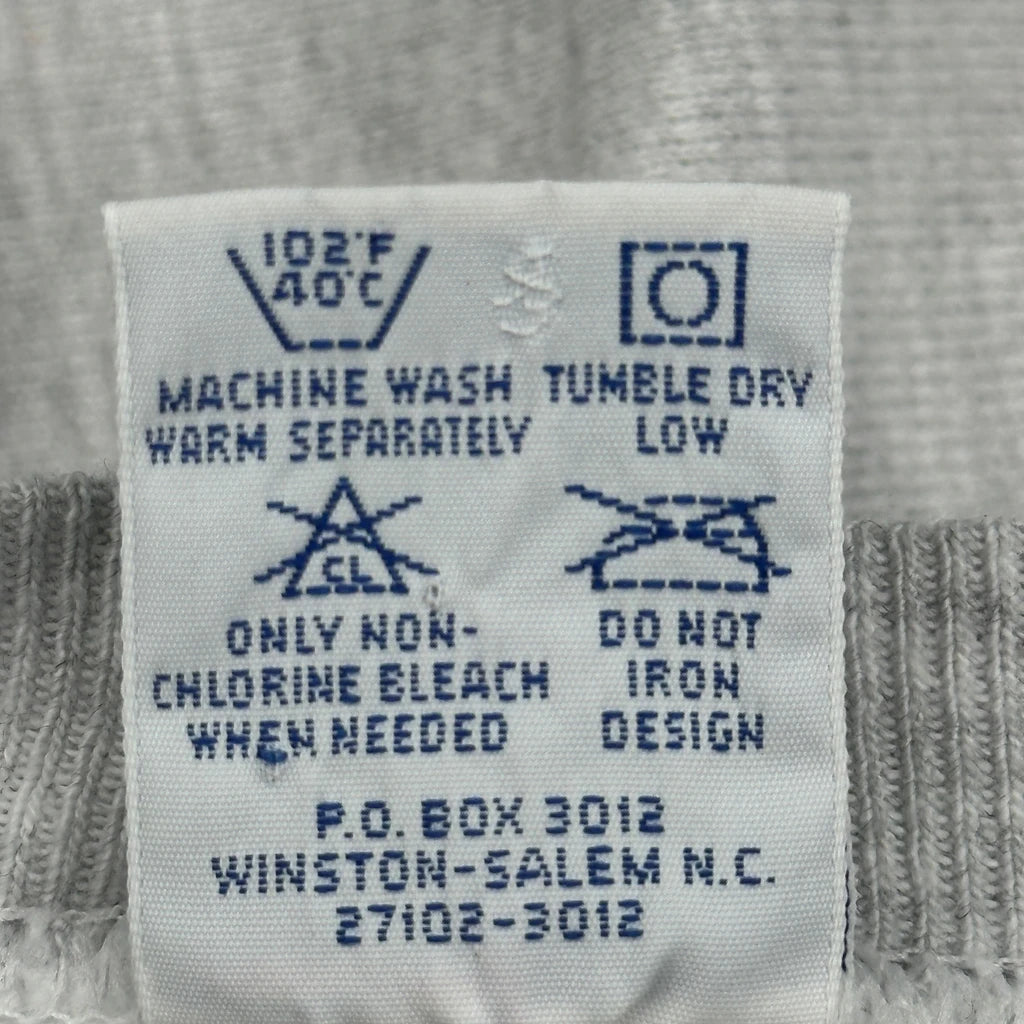 102°F
40°C
MACHINE WASH
WARM SEPARATELY
TUMBLE DRY
LOW
CL
ONLY NON-
CHLORINE BLEACH
WHEN NEEDED
DO NOT
IRON
DESIGN
P.O. BOX 3012
WINSTON-SALEM N.C.
27102-3012